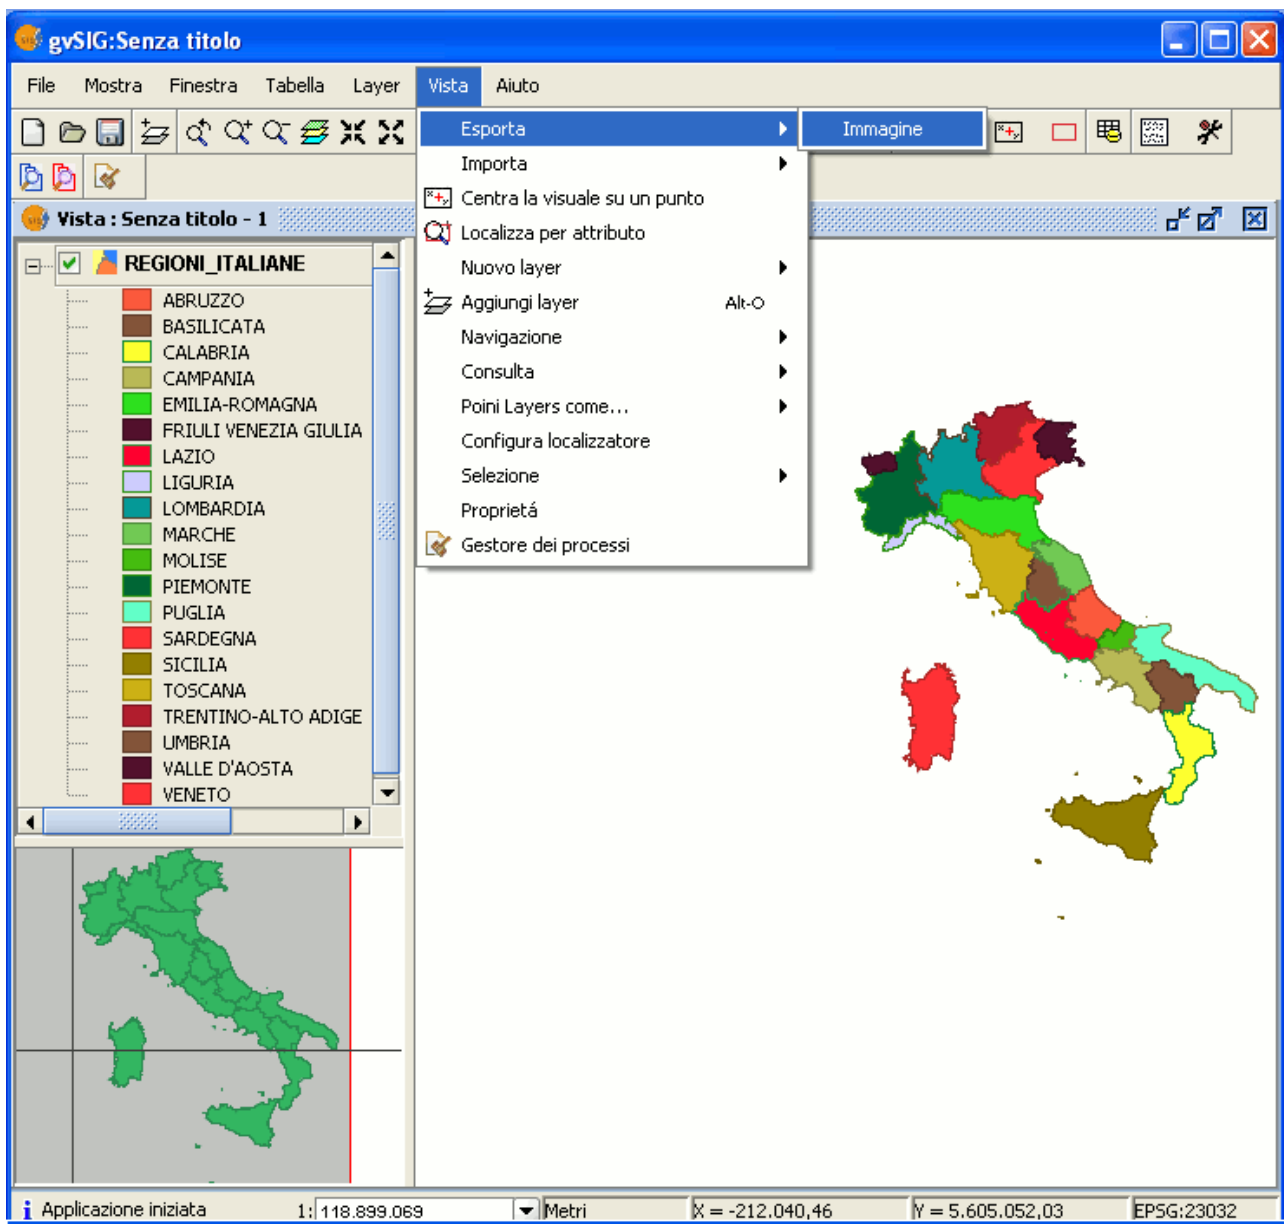 gvSIG:Senza titolo
File Mostra Finestra Tabella Layer Vista Aiuto
Esporta
Immagine
Importa
Centra la visuale su un punto
Localizza per attributo
Nuovo layer
Aggiungi layer Alt-O
Navigazione
Consulta
Poini Layers come...
Configura localizzatore
Selezione
Proprietá
Gestore dei processi
Vista : Senza titolo - 1
REGIONI_ITALIANE
ABRUZZO
BASILICATA
CALABRIA
CAMPANIA
EMILIA-ROMAGNA
FRIULI VENEZIA GIULIA
LAZIO
LIGURIA
LOMBARDIA
MARCHE
MOLISE
PIEMONTE
PUGLIA
SARDEGNA
SICILIA
TOSCANA
TRENTINO-ALTO ADIGE
UMBRIA
VALLE D'AOSTA
VENETO
Applicazione iniziata 1: 118.899.069 Metri X = -212.040,46 Y = 5.605.052,03 EPSG:23032